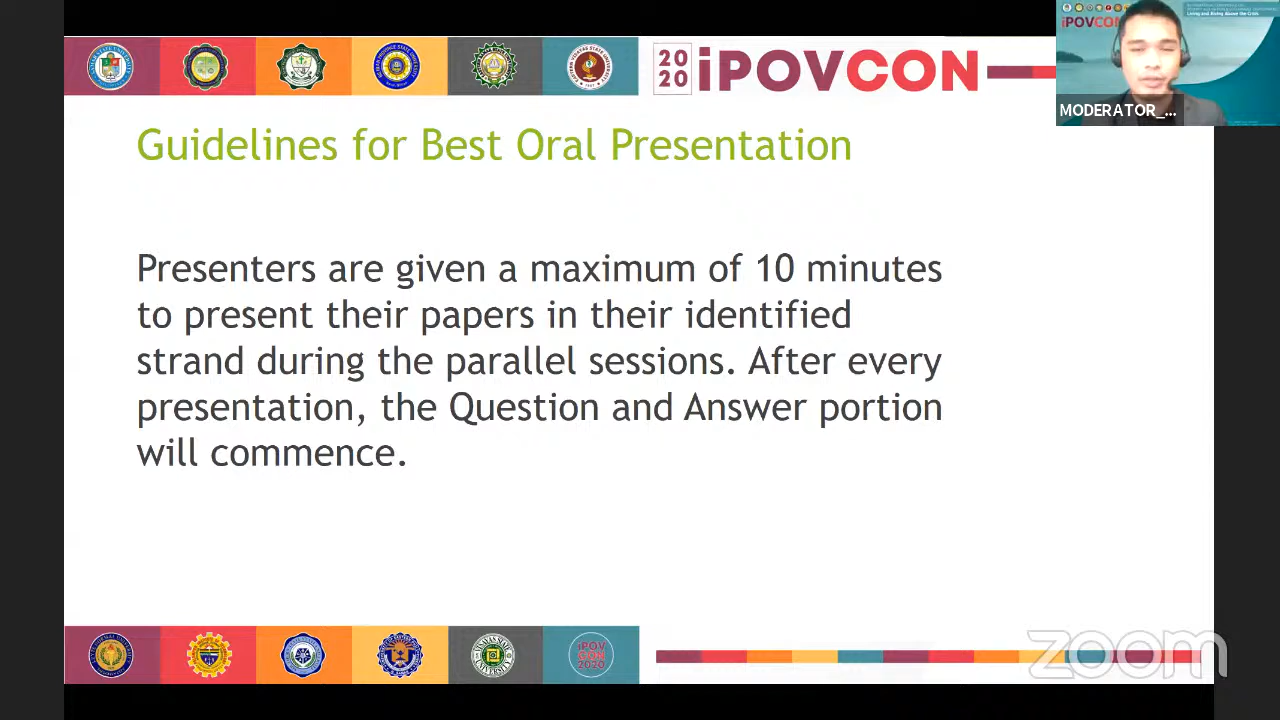 20
20
iPOVCON
iPOVCON
MODERATOR_...
Guidelines for Best Oral Presentation
Presenters are given a maximum of 10 minutes
to present their papers in their identified
strand during the parallel sessions. After every
presentation, the Question and Answer portion
will commence.
iPOV
CON
2020
zoom